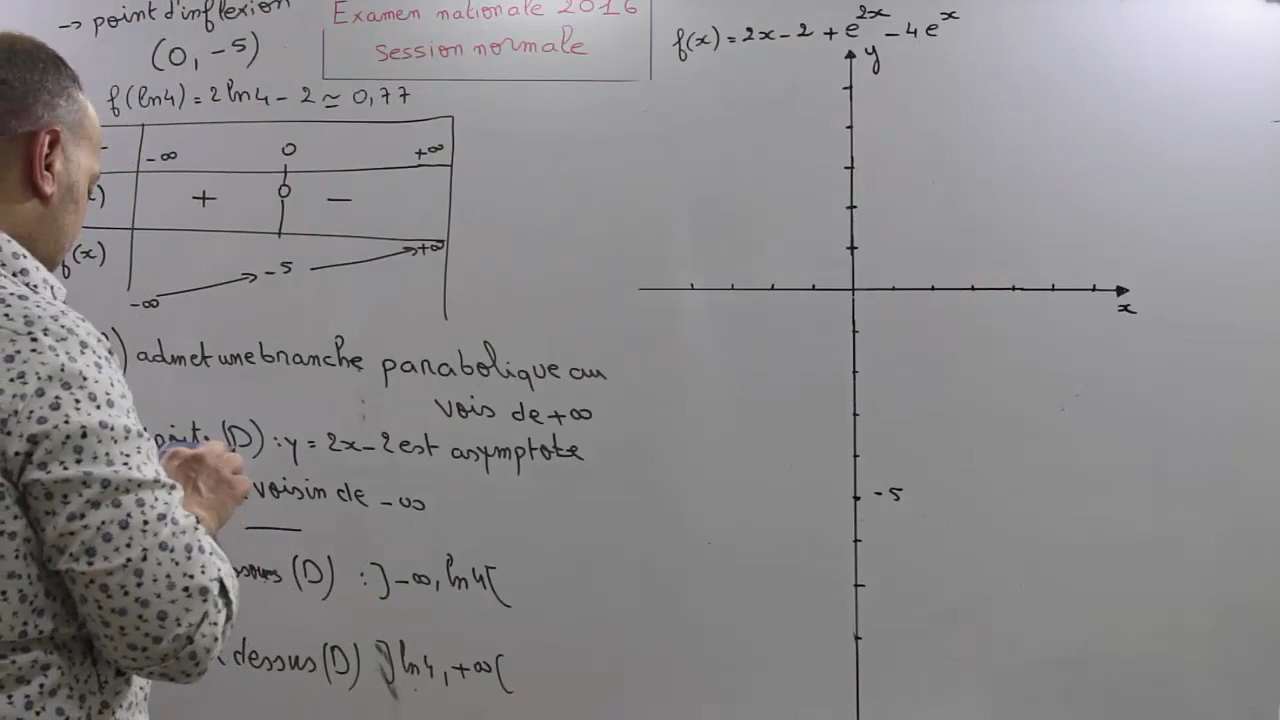 → point d'inflexion
(0, -5)
Examen nationale 2016
session normale
f(x) = 2x - 2 + e^{2x} - 4e^x
y
f(ln4) = 2ln4 - 2 ≃ 0,77
-∞ 0 +∞
+ 0 -
f(x) -∞ → -5 → +∞
x
) admet une branche parabolique au
vois de +∞
(D) : y = 2x - 2 est asymptote
voisin de -∞
-5
(D) : ]-∞, ln4[
dessus (D) ]ln4, +∞(